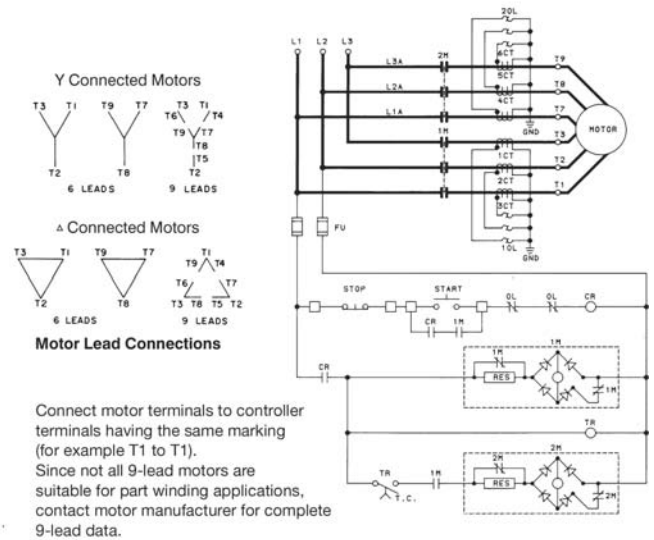 2OL
L1 L2 L3
2M
6CT
T9
L3A
5CT
T8
L2A
4CT
T7
L1A
GND
MOTOR
1M
T3
1CT
T2
2CT
T1
3CT
FU
1OL
GND
Y Connected Motors
T3 T1 T9 T7 T3 T1
T6 T4
T9 T7
T8
T5
T2 T8 T2
6 LEADS 9 LEADS
Δ Connected Motors
T3 T1 T9 T7 T1
T9 T4
T6 T7
T2 T8 T3 T8 T5 T2
6 LEADS 9 LEADS
Motor Lead Connections
STOP START OL OL CR
CR 1M
CR
1M
1M
RES
1M
TR
2M
TR 1M 2M
RES
T.C. 2M
Connect motor terminals to controller
terminals having the same marking
(for example T1 to T1).
Since not all 9-lead motors are
suitable for part winding applications,
contact motor manufacturer for complete
9-lead data.